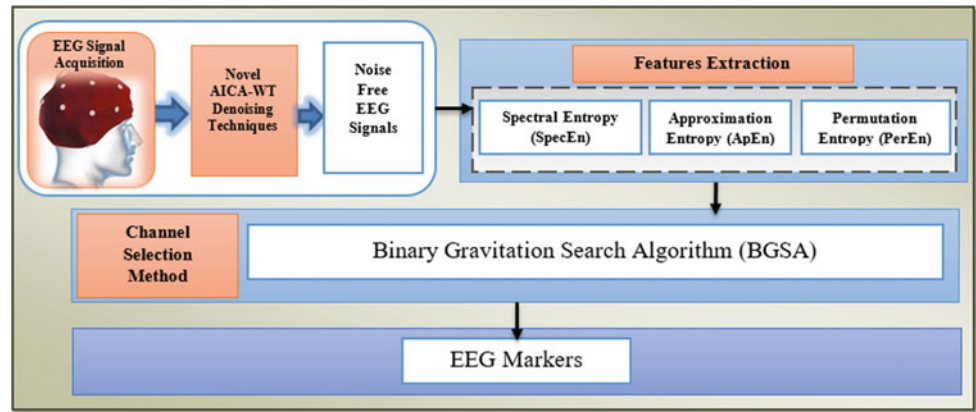 EEG Signal
Acquisition
Novel
AICA-WT
Denoising
Techniques
Noise
Free
EEG
Signals
Features Extraction
Spectral Entropy
(SpecEn)
Approximation
Entropy (ApEn)
Permutation
Entropy (PerEn)
Channel
Selection
Method
Binary Gravitation Search Algorithm (BGSA)
EEG Markers